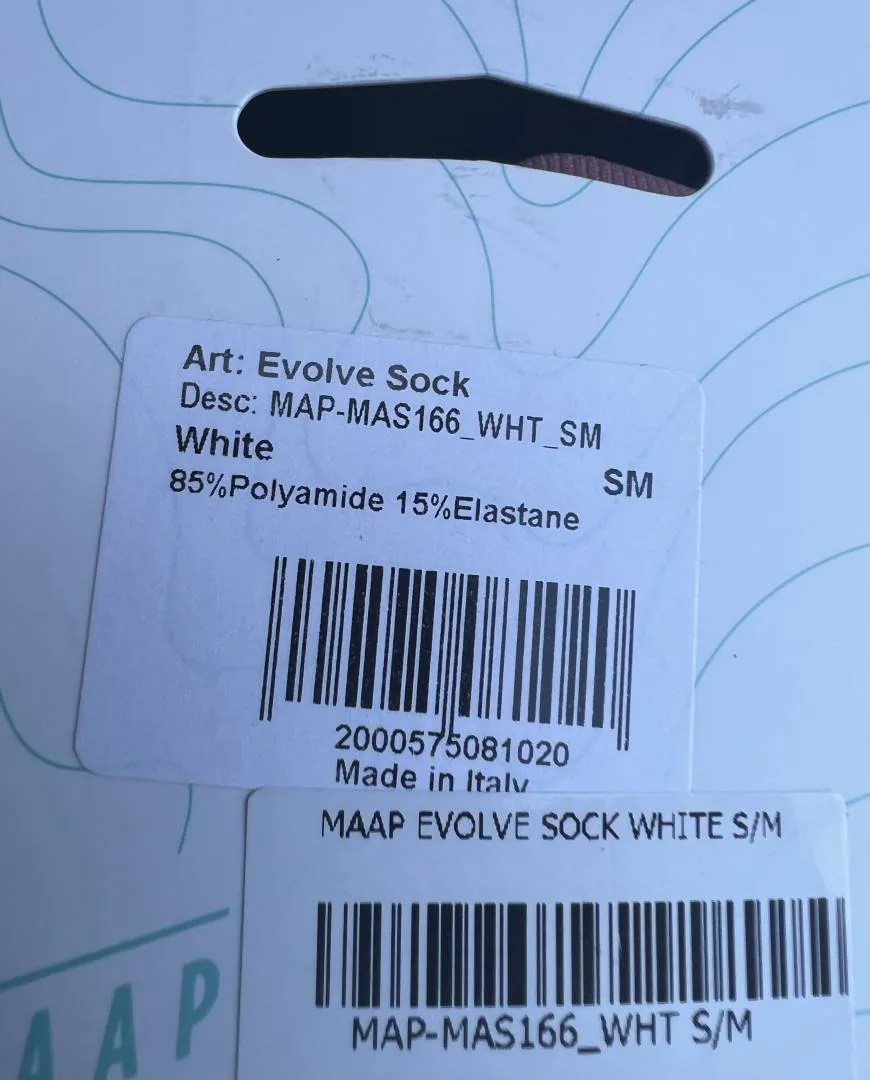 Art: Evolve Sock
Desc: MAP-MAS166_WHT_SM
White
SM
85%Polyamide 15%Elastane
2000575081020
Made in Italy
MAAP EVOLVE SOCK WHITE S/M
MAP-MAS166_WHT S/M
AAP